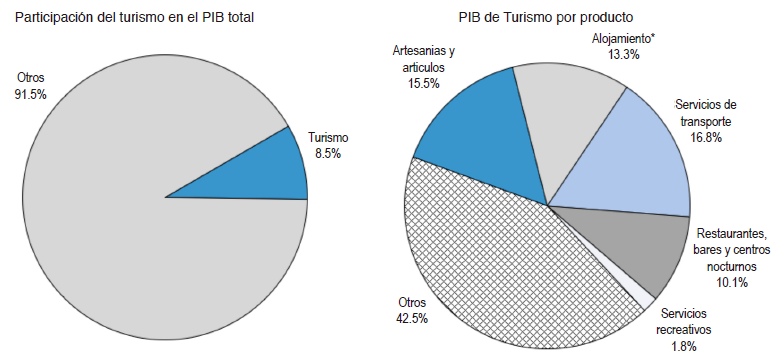 Participación del turismo en el PIB total
Otros
91.5%
Turismo
8.5%
PIB de Turismo por producto
Alojamiento*
13.3%
Artesanias y
articulos
15.5%
Servicios de
transporte
16.8%
Restaurantes,
bares y centros
nocturnos
10.1%
Otros
42.5%
Servicios
recreativos
1.8%